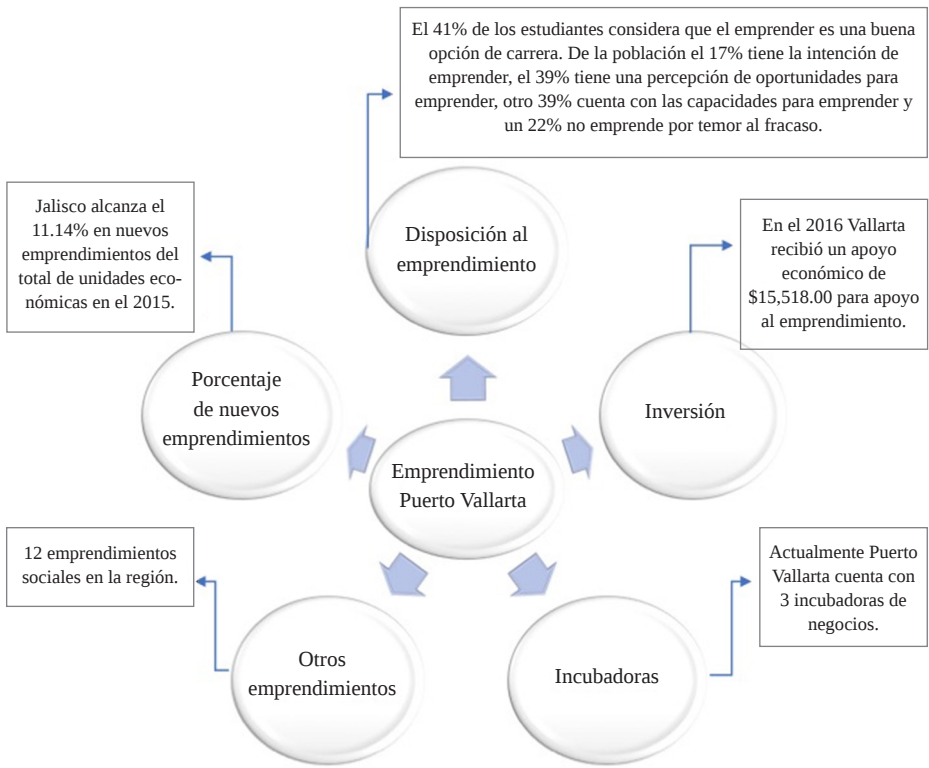 El 41% de los estudiantes considera que el emprender es una buena
opción de carrera. De la población el 17% tiene la intención de
emprender, el 39% tiene una percepción de oportunidades para
emprender, otro 39% cuenta con las capacidades para emprender y
un 22% no emprende por temor al fracaso.
Jalisco alcanza el
11.14% en nuevos
emprendimientos del
total de unidades eco-
nómicas en el 2015.
Disposición al
emprendimiento
En el 2016 Vallarta
recibió un apoyo
económico de
$15,518.00 para apoyo
al emprendimiento.
Porcentaje
de nuevos
emprendimientos
Inversión
Emprendimiento
Puerto Vallarta
12 emprendimientos
sociales en la región.
Actualmente Puerto
Vallarta cuenta con
3 incubadoras de
negocios.
Otros
emprendimientos
Incubadoras